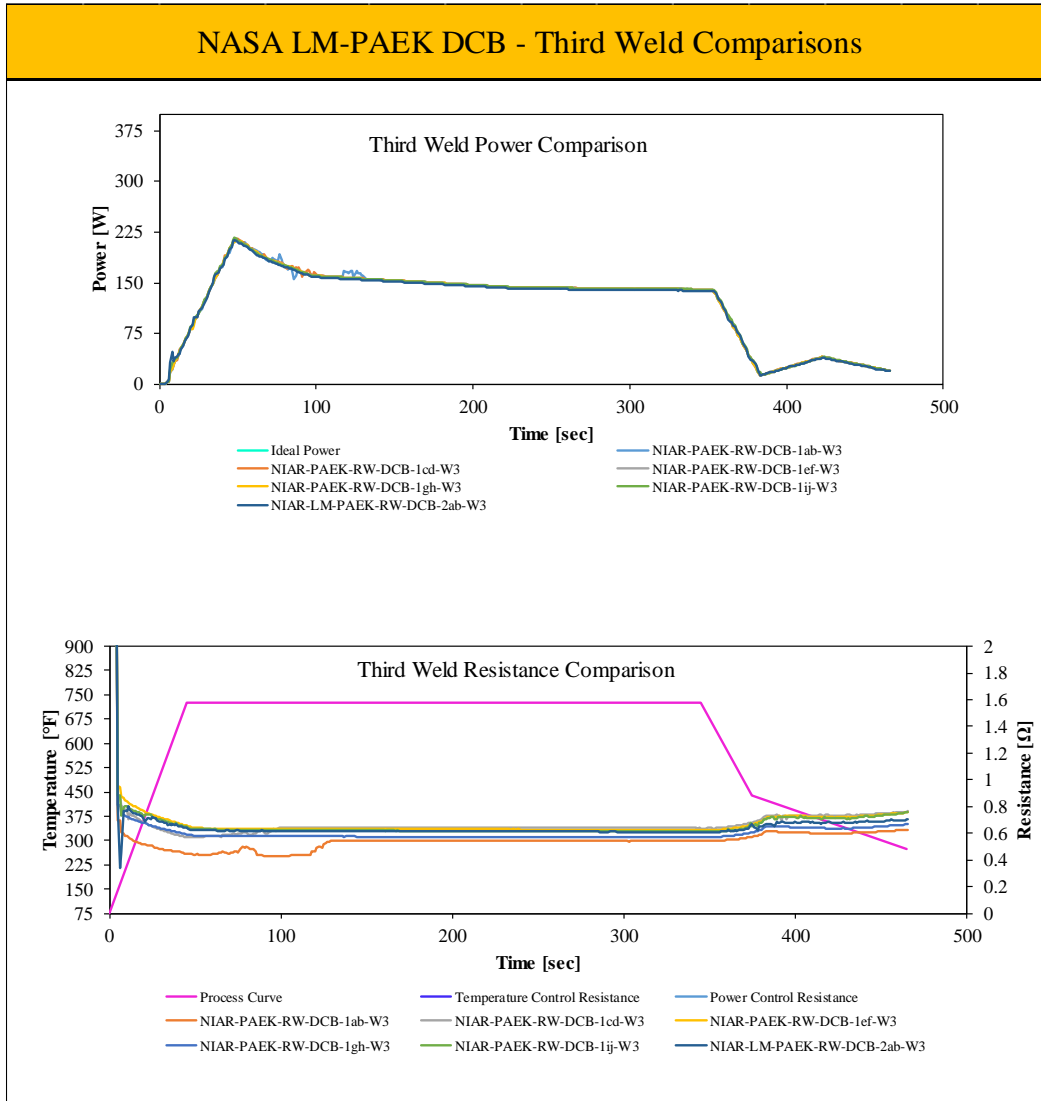 NASA LM-PAEK DCB - Third Weld Comparisons
Third Weld Power Comparison
375
300
225
150
75
0
Power [W]
0 100 200 300 400 500
Time [sec]
Ideal Power NIAR-PAEK-RW-DCB-1ab-W3
NIAR-PAEK-RW-DCB-1cd-W3 NIAR-PAEK-RW-DCB-1ef-W3
NIAR-PAEK-RW-DCB-1gh-W3 NIAR-PAEK-RW-DCB-1ij-W3
NIAR-LM-PAEK-RW-DCB-2ab-W3
Third Weld Resistance Comparison
900
825
750
675
600
525
450
375
300
225
150
75
Temperature [°F]
2
1.8
1.6
1.4
1.2
1
0.8
0.6
0.4
0.2
0
Resistance [Ω]
0 100 200 300 400 500
Time [sec]
Process Curve Temperature Control Resistance Power Control Resistance
NIAR-PAEK-RW-DCB-1ab-W3 NIAR-PAEK-RW-DCB-1cd-W3 NIAR-PAEK-RW-DCB-1ef-W3
NIAR-PAEK-RW-DCB-1gh-W3 NIAR-PAEK-RW-DCB-1ij-W3 NIAR-LM-PAEK-RW-DCB-2ab-W3